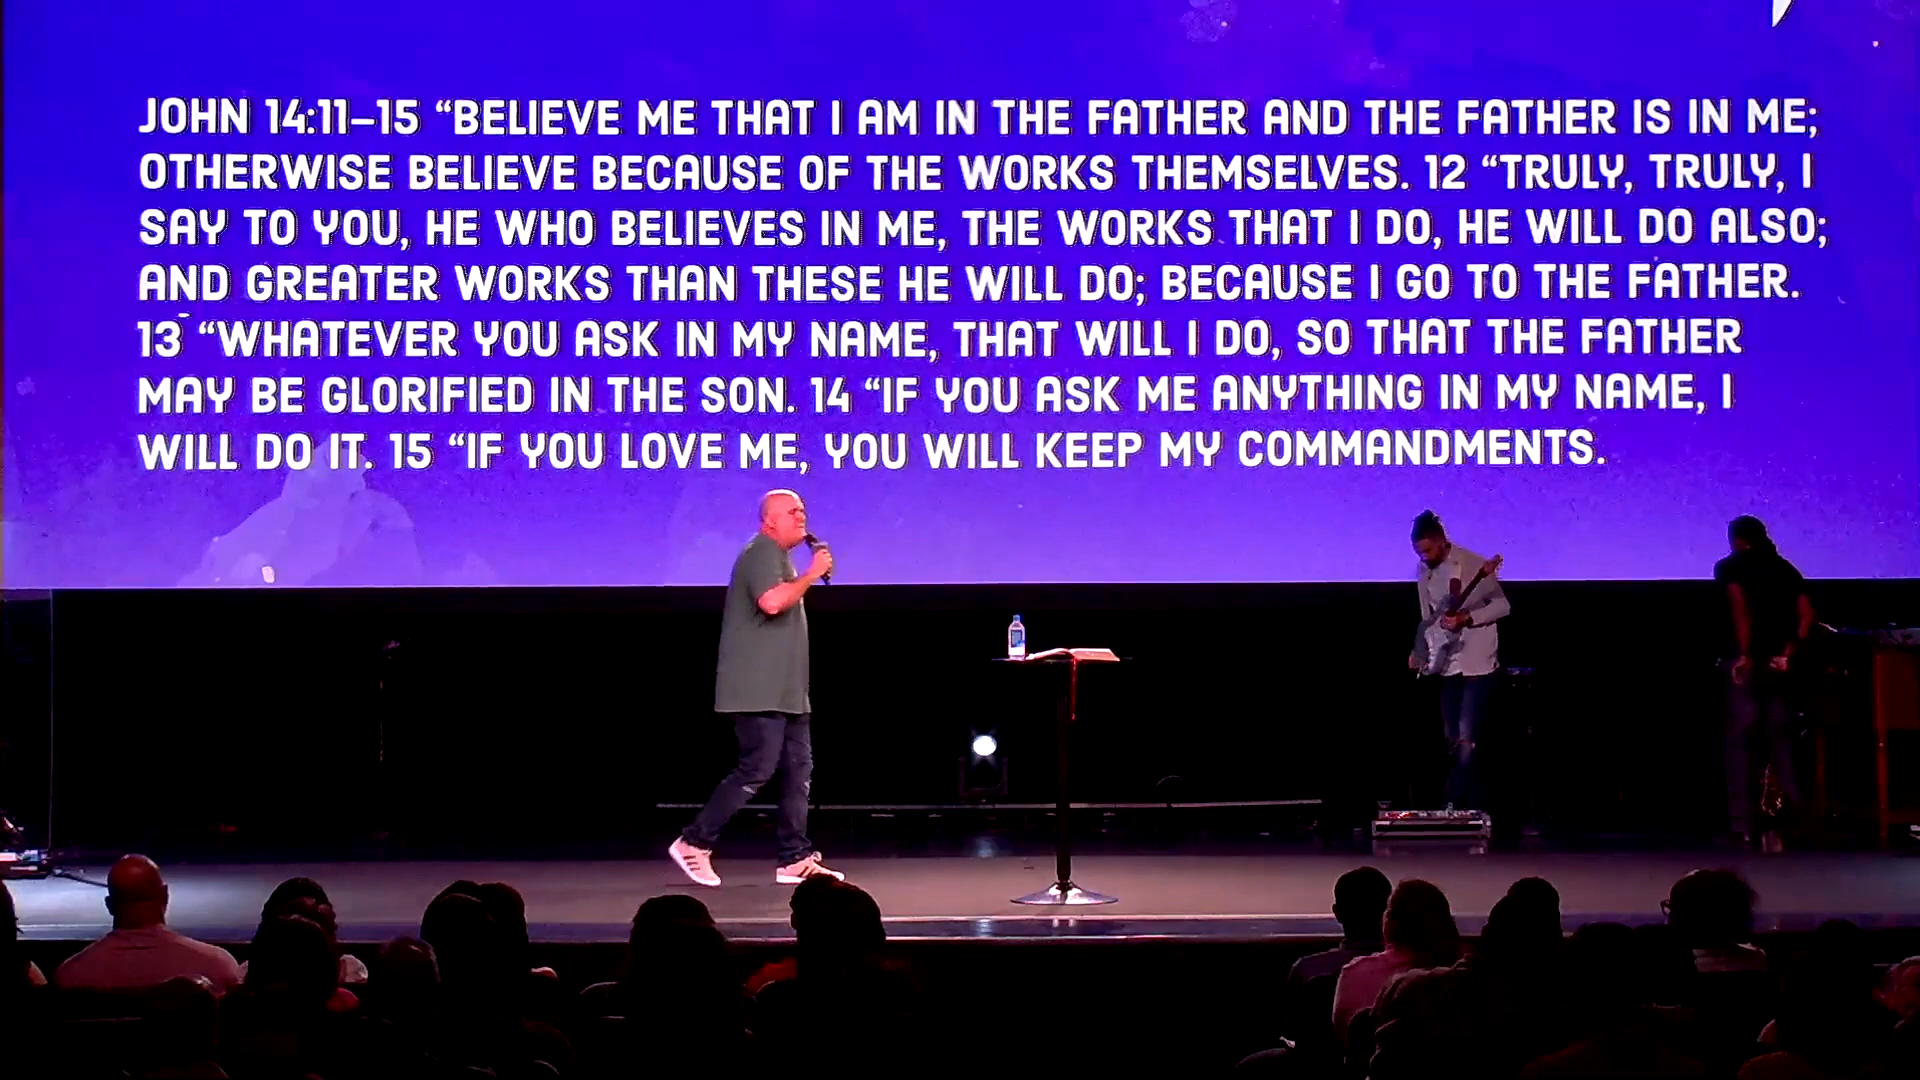 JOHN 14:11–15 “BELIEVE ME THAT I AM IN THE FATHER AND THE FATHER IS IN ME;
OTHERWISE BELIEVE BECAUSE OF THE WORKS THEMSELVES. 12 “TRULY, TRULY, I
SAY TO YOU, HE WHO BELIEVES IN ME, THE WORKS THAT I DO, HE WILL DO ALSO;
AND GREATER WORKS THAN THESE HE WILL DO; BECAUSE I GO TO THE FATHER.
13 “WHATEVER YOU ASK IN MY NAME, THAT WILL I DO, SO THAT THE FATHER
MAY BE GLORIFIED IN THE SON. 14 “IF YOU ASK ME ANYTHING IN MY NAME, I
WILL DO IT. 15 “IF YOU LOVE ME, YOU WILL KEEP MY COMMANDMENTS.